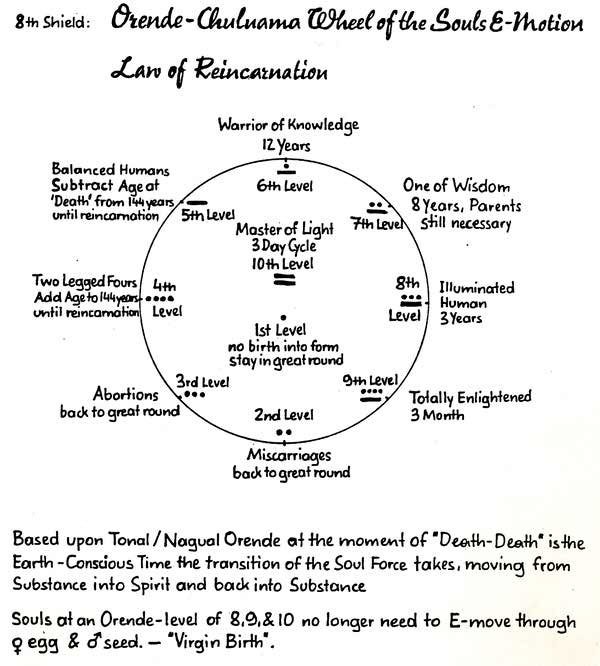 8th Shield: Orende-Chuluama Wheel of the Souls E-Motion
Law of Reincarnation
Warrior of Knowledge
12 Years
6th Level
Balanced Humans
Subtract Age at
'Death' from 144 years
until reincarnation
5th Level
One of Wisdom
8 Years, Parents
still necessary
7th Level
Master of Light
3 Day Cycle
10th Level
Two Legged Fours
Add Age to 144 years
until reincarnation
4th
Level
8th
Level
Illuminated
Human
3 Years
1st Level
no birth into form
stay in great round
3rd Level
Abortions
back to great round
9th Level
Totally Enlightened
3 Month
2nd Level
Miscarriages
back to great round
Based upon Tonal/Nagual Orende at the moment of "Death-Death" is the
Earth-Conscious Time the transition of the Soul Force takes, moving from
Substance into Spirit and back into Substance
Souls at an Orende-level of 8,9,& 10 no longer need to E-move through
♀ egg & ♂ seed. — "Virgin Birth".